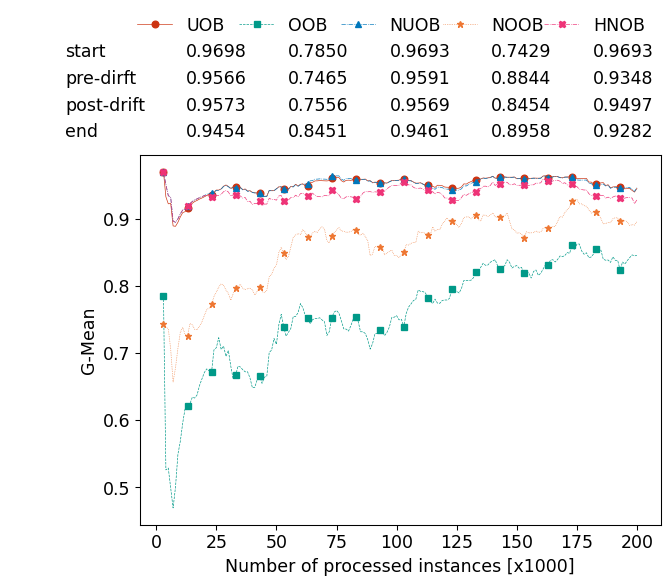 UOB OOB NUOB NOOB HNOB
start 0.9698 0.7850 0.9693 0.7429 0.9693
pre-dirft 0.9566 0.7465 0.9591 0.8844 0.9348
post-drift 0.9573 0.7556 0.9569 0.8454 0.9497
end 0.9454 0.8451 0.9461 0.8958 0.9282
0.9
0.8
0.7
0.6
0.5
G-Mean
0 25 50 75 100 125 150 175 200
Number of processed instances [x1000]